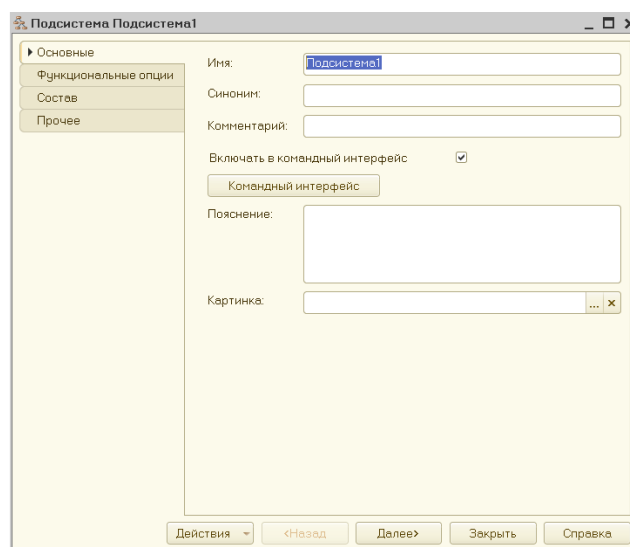 Подсистема Подсистема1
Основные
Функциональные опции
Состав
Прочее
Имя: Подсистема1
Синоним:
Комментарий:
Включать в командный интерфейс
Командный интерфейс
Пояснение:
Картинка: ...
Действия <Назад Далее> Закрыть Справка